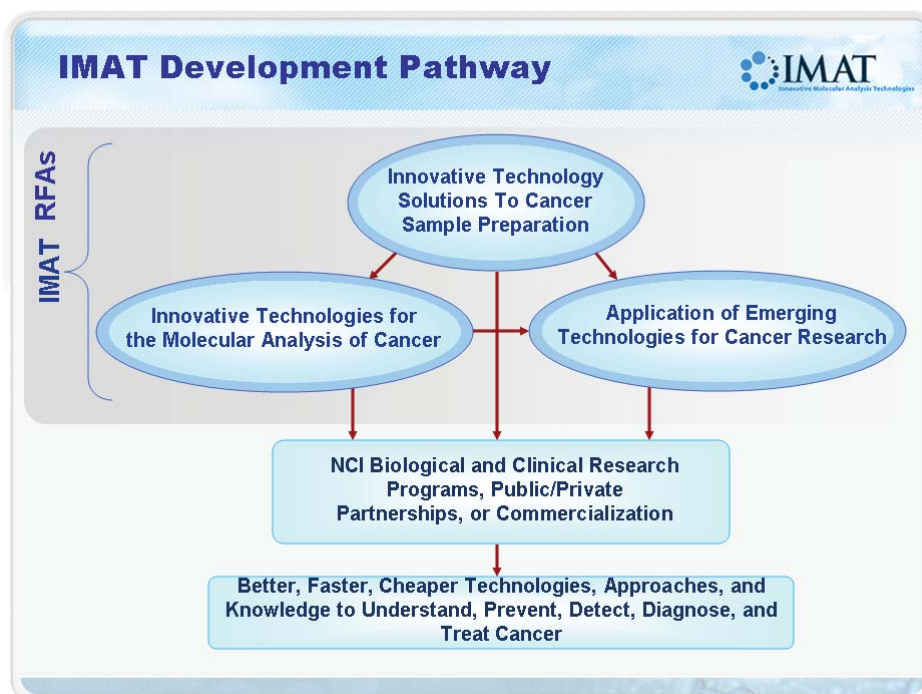 IMAT Development Pathway
IMAT
Innovative Molecular Analysis Technologies
IMAT RFAs
Innovative Technology
Solutions To Cancer
Sample Preparation
Innovative Technologies for
the Molecular Analysis of Cancer
Application of Emerging
Technologies for Cancer Research
NCI Biological and Clinical Research
Programs, Public/Private
Partnerships, or Commercialization
Better, Faster, Cheaper Technologies, Approaches, and
Knowledge to Understand, Prevent, Detect, Diagnose, and
Treat Cancer